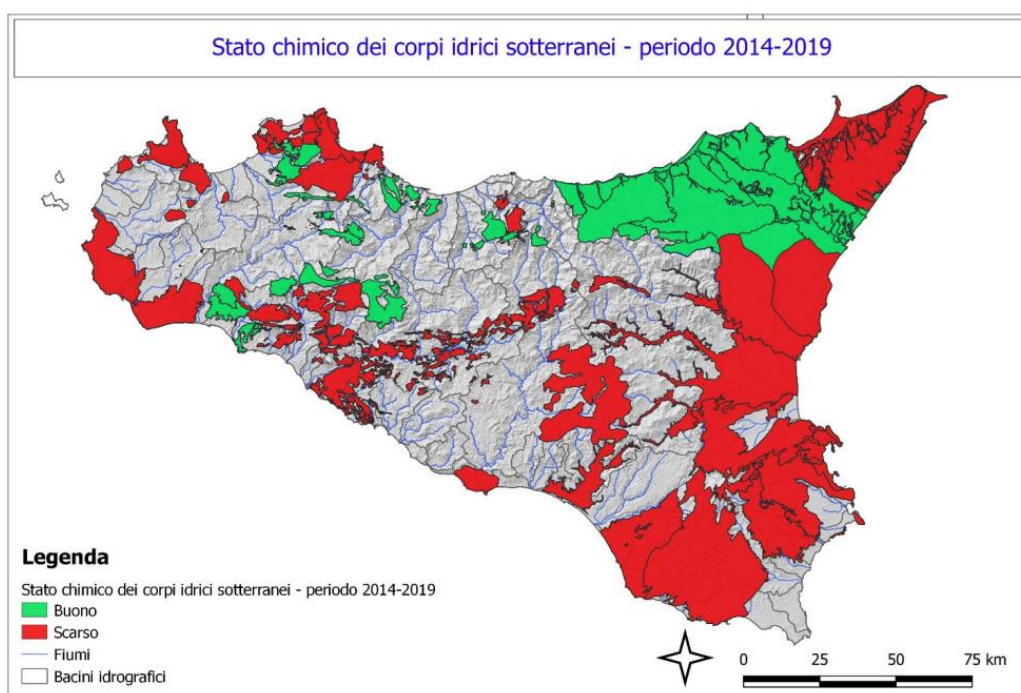 Stato chimico dei corpi idrici sotterranei - periodo 2014-2019
Legenda
Stato chimico dei corpi idrici sotterranei - periodo 2014-2019
Buono
Scarso
Fiumi
Bacini idrografici
0 25 50 75 km